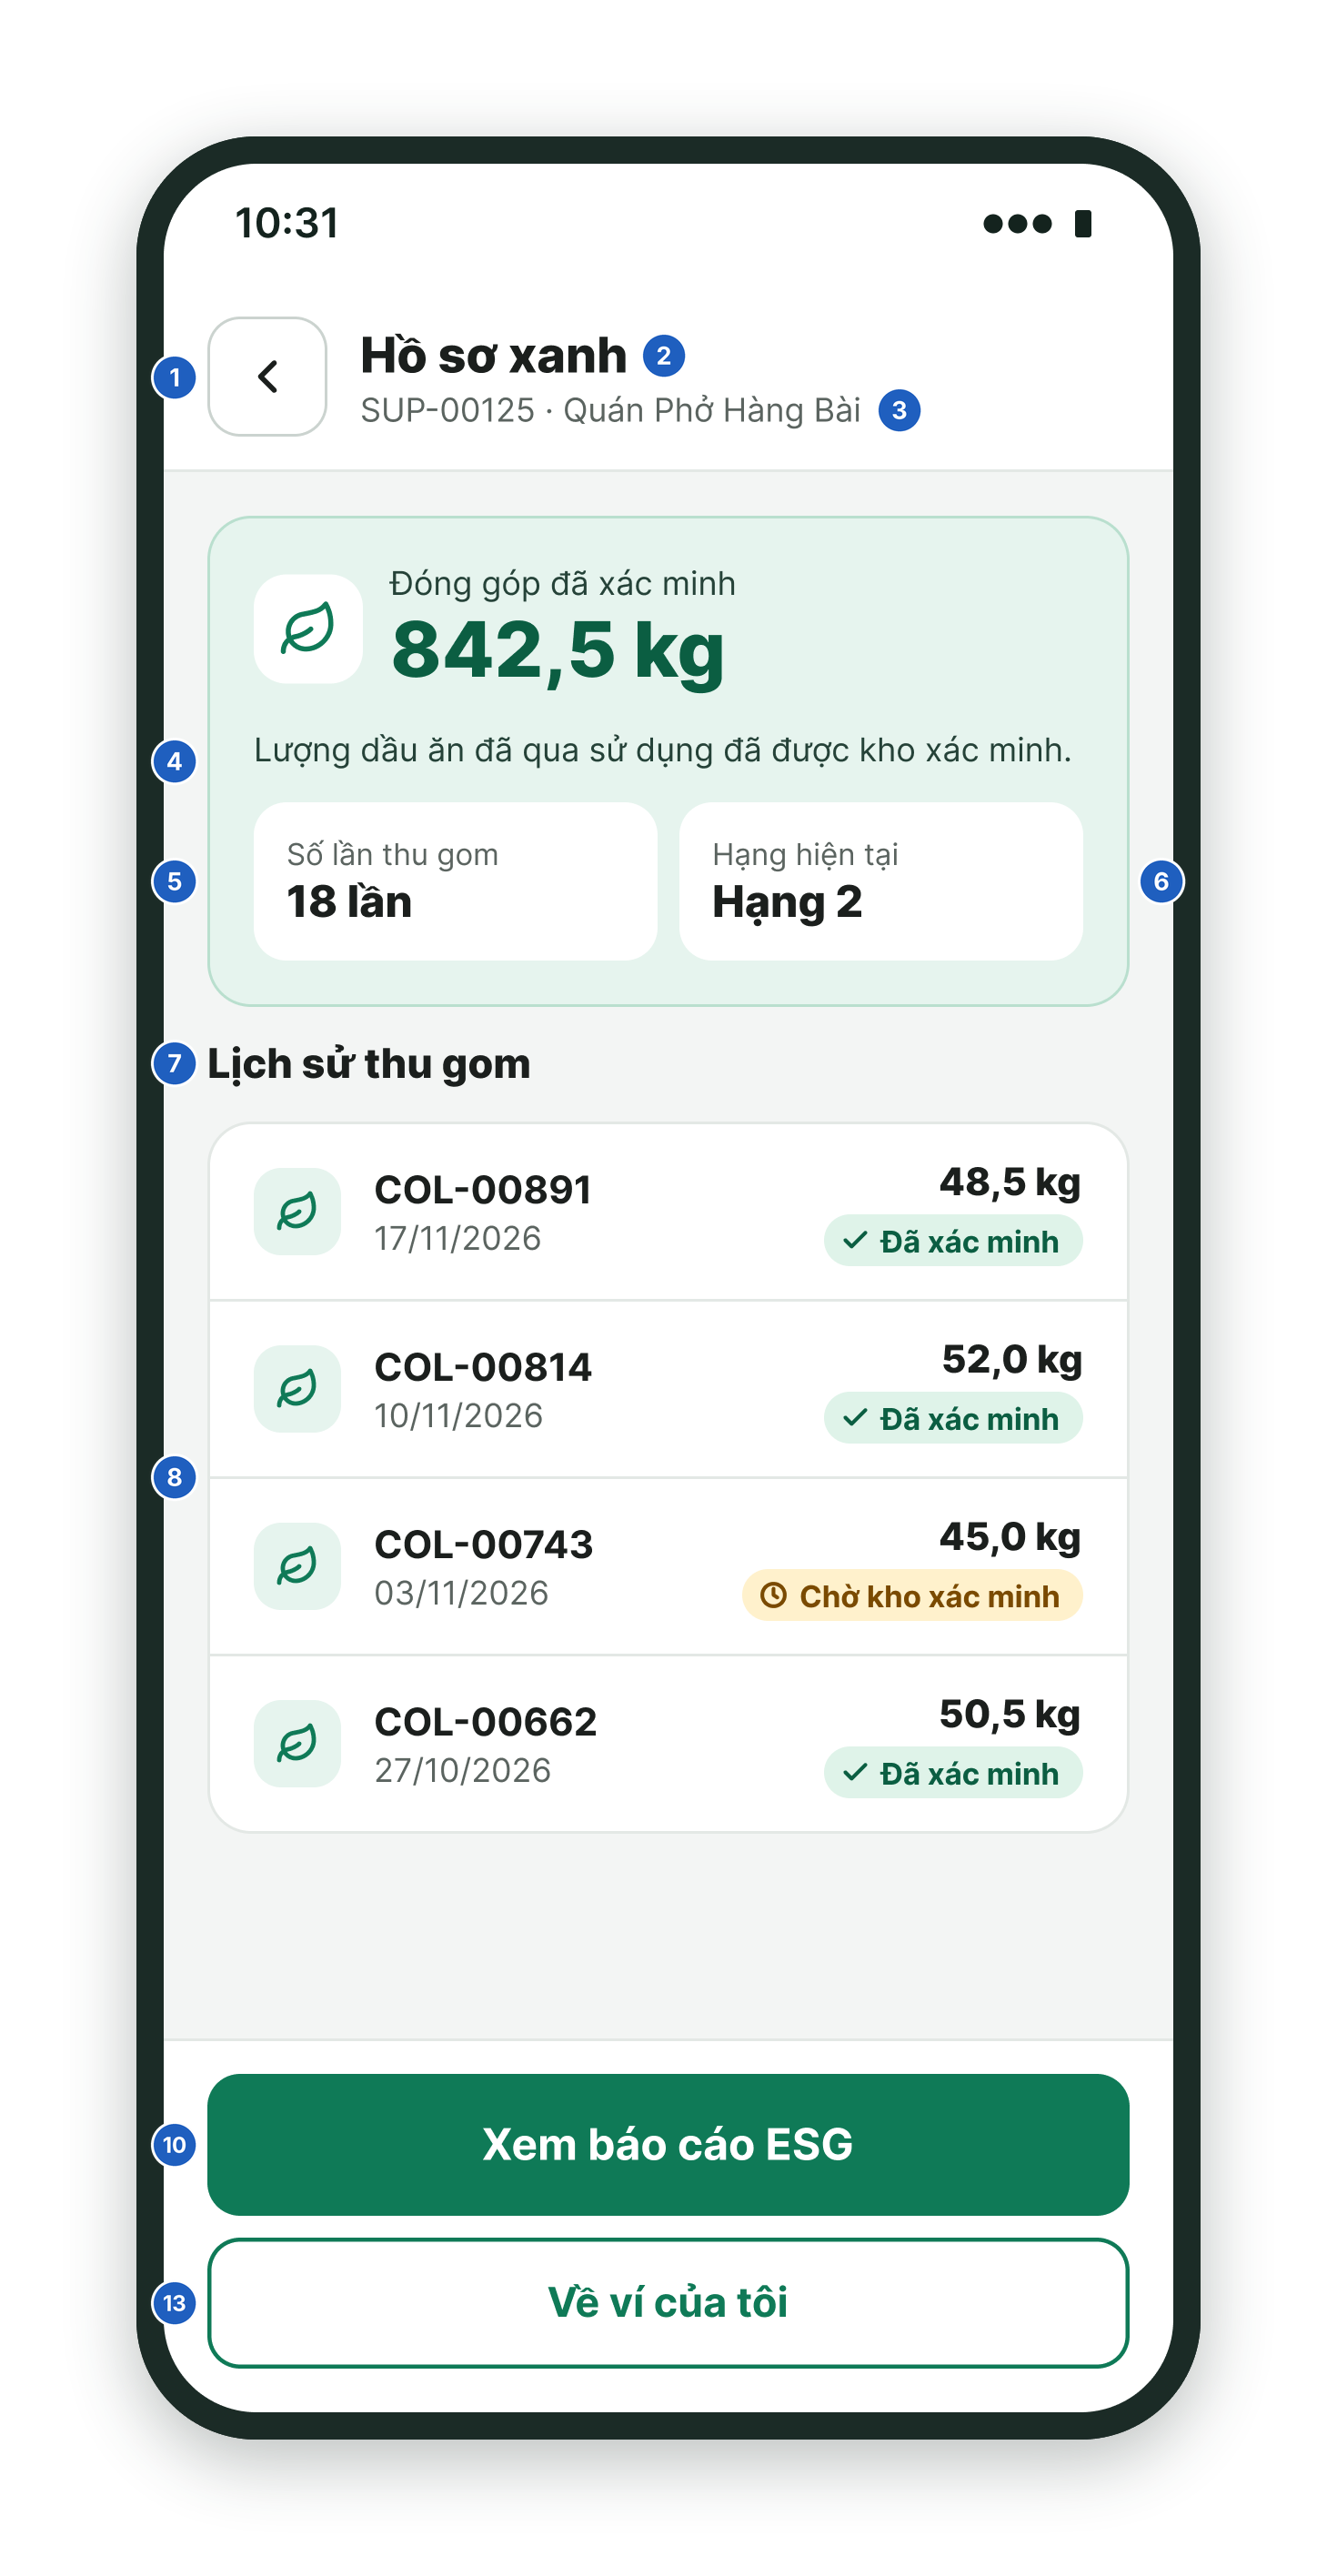 10:31
1
Hồ sơ xanh 2
SUP-00125 · Quán Phở Hàng Bài 3
Đóng góp đã xác minh
842,5 kg
4
Lượng dầu ăn đã qua sử dụng đã được kho xác minh.
5
Số lần thu gom
18 lần
Hạng hiện tại
Hạng 2
6
7 Lịch sử thu gom
COL-00891
17/11/2026
48,5 kg
Đã xác minh
COL-00814
10/11/2026
52,0 kg
Đã xác minh
8
COL-00743
03/11/2026
45,0 kg
Chờ kho xác minh
COL-00662
27/10/2026
50,5 kg
Đã xác minh
10 Xem báo cáo ESG
13 Về ví của tôi